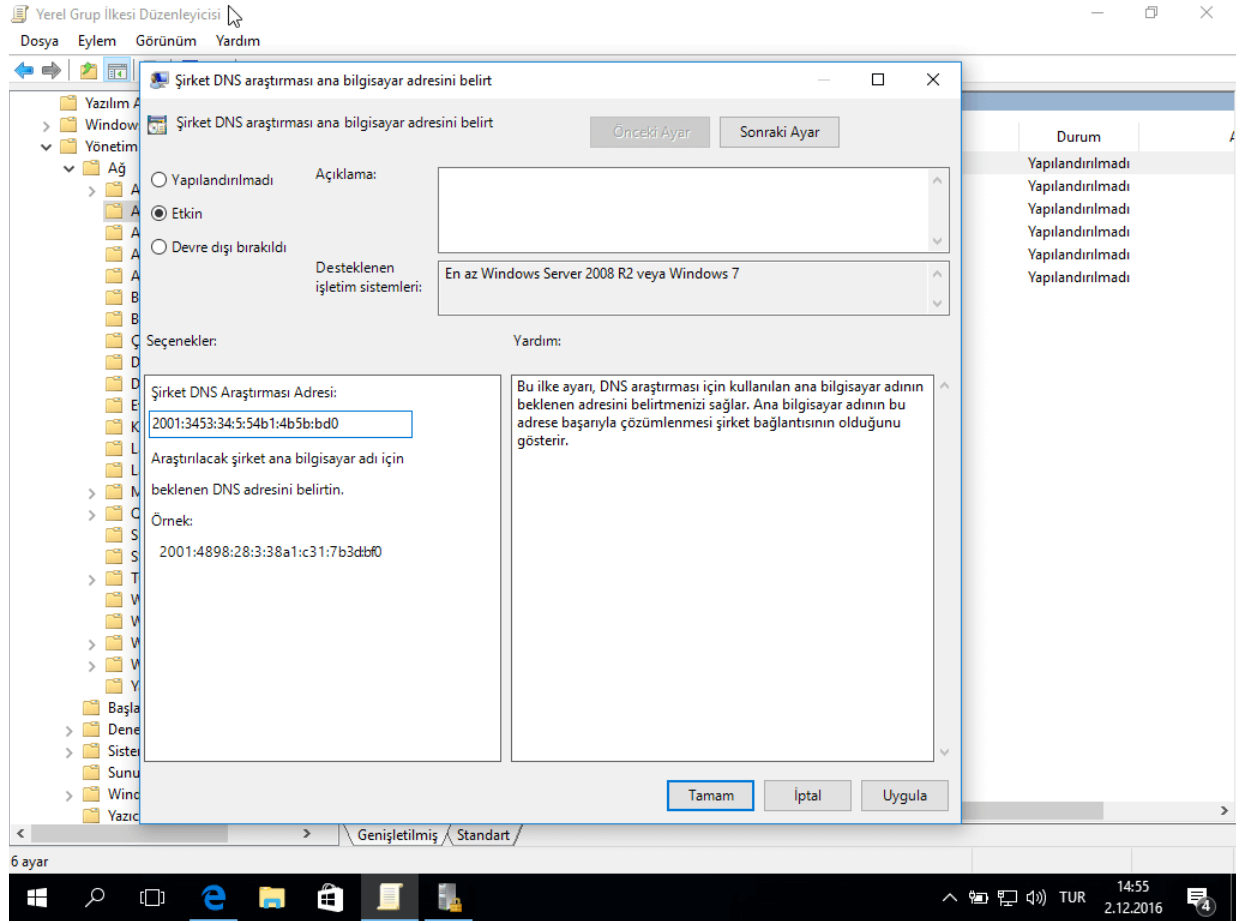 Yerel Grup İlkesi Düzenleyicisi
Dosya Eylem Görünüm Yardım
Şirket DNS araştırması ana bilgisayar adresini belirt
Şirket DNS araştırması ana bilgisayar adresini belirt
Önceki Ayar
Sonraki Ayar
Yapılandırılmadı
Etkin
Devre dışı bırakıldı
Açıklama:
Desteklenen
işletim sistemleri:
En az Windows Server 2008 R2 veya Windows 7
Seçenekler:
Yardım:
Şirket DNS Araştırması Adresi:
2001:3453:34:5:54b1:4b5b:bd0
Araştırılacak şirket ana bilgisayar adı için
beklenen DNS adresini belirtin.
Örnek:
2001:4898:28:3:38a1:c31:7b3d:bf0
Bu ilke ayarı, DNS araştırması için kullanılan ana bilgisayar adının
beklenen adresini belirtmenizi sağlar. Ana bilgisayar adının bu
adrese başarıyla çözümlenmesi şirket bağlantısının olduğunu
gösterir.
Tamam
İptal
Uygula
Yazılım
Yönetim
Ağ
Durum
Yapılandırılmadı
Yapılandırılmadı
Yapılandırılmadı
Yapılandırılmadı
Yapılandırılmadı
Yapılandırılmadı
Genişletilmiş
Standart
6 ayar
TUR
14:55
2.12.2016
4